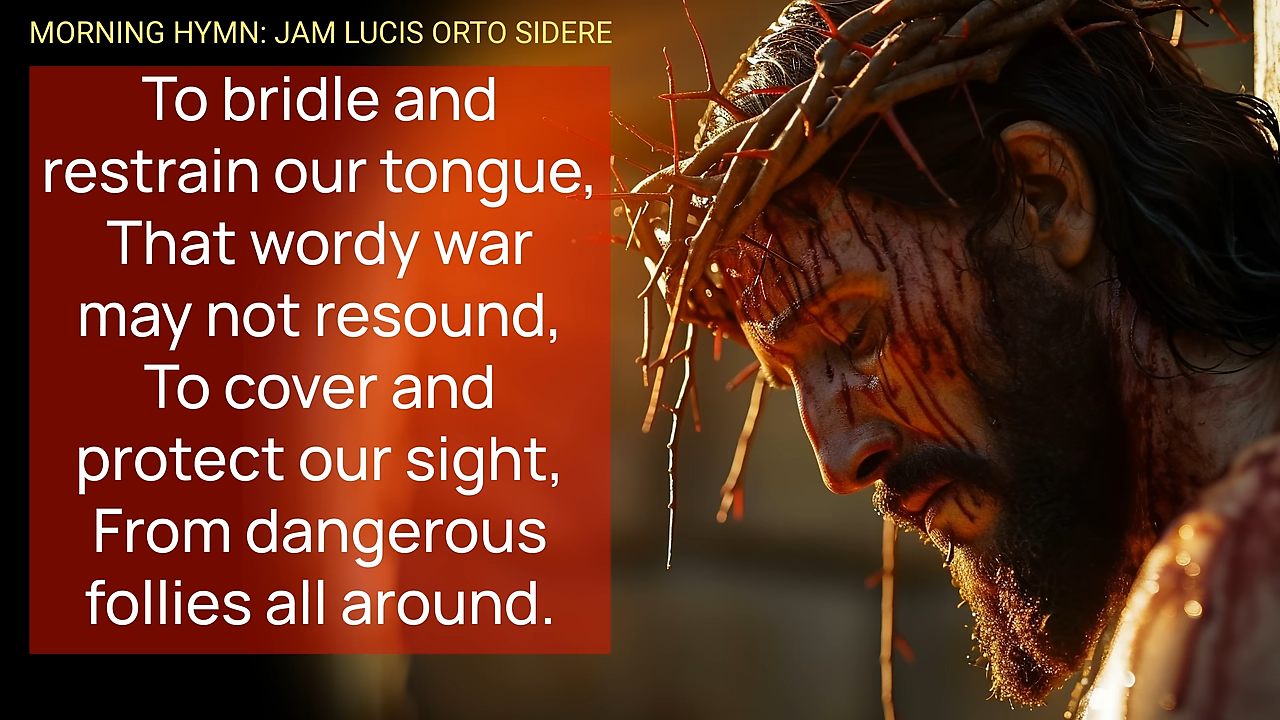 MORNING HYMN: JAM LUCIS ORTO SIDERE
To bridle and
restrain our tongue,
That wordy war
may not resound,
To cover and
protect our sight,
From dangerous
follies all around.